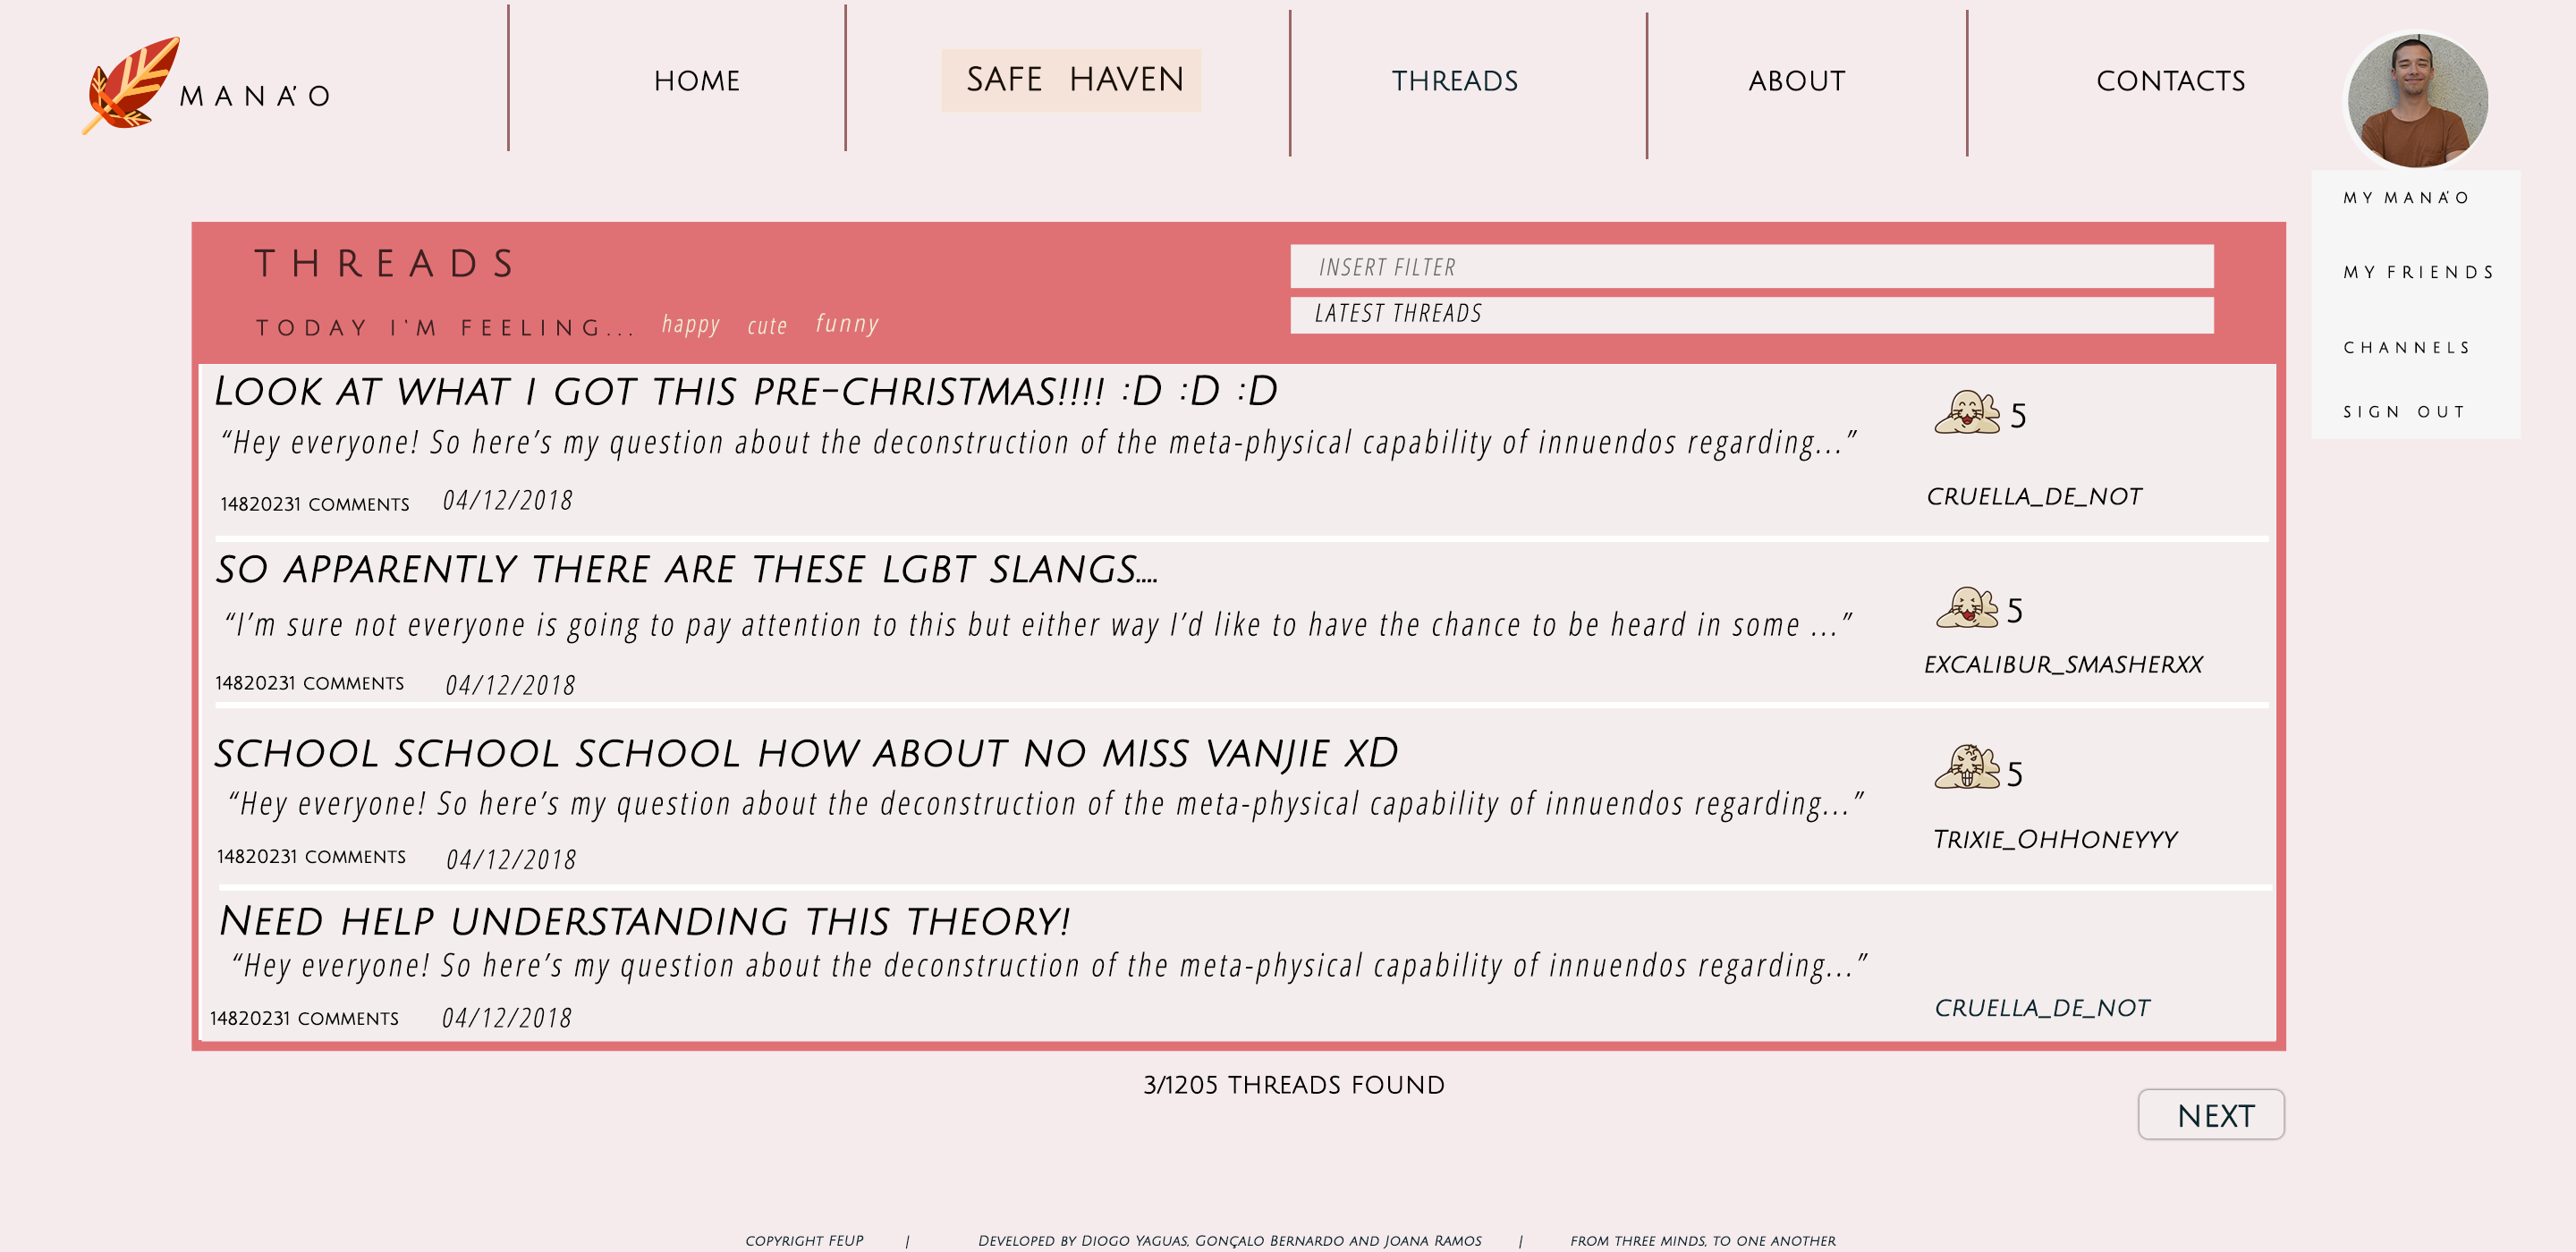 MANA'O
HOME
SAFE HAVEN
THREADS
ABOUT
CONTACTS
MY MANA'O
MY FRIENDS
CHANNELS
SIGN OUT
THREADS
INSERT FILTER
TODAY I'M FEELING... happy cute funny
LATEST THREADS
Look at what I got this pre-christmas!!!! :D :D :D
“Hey everyone! So here’s my question about the deconstruction of the meta-physical capability of innuendos regarding...”
5
14820231 comments 04/12/2018
cruella_de_not
so apparently there are these lgbt slangs....
“I’m sure not everyone is going to pay attention to this but either way I’d like to have the chance to be heard in some ...”
5
14820231 comments 04/12/2018
excalibur_smasherxx
school school school how about no miss vanjie xD
“Hey everyone! So here’s my question about the deconstruction of the meta-physical capability of innuendos regarding...”
5
14820231 comments 04/12/2018
Trixie_OhHoneyyy
Need help understanding this theory!
“Hey everyone! So here’s my question about the deconstruction of the meta-physical capability of innuendos regarding...”
14820231 comments 04/12/2018
cruella_de_not
3/1205 THREADS FOUND
NEXT
copyright FEUP | Developed by Diogo Yaguas, Gonçalo Bernardo and Joana Ramos | from three minds, to one another